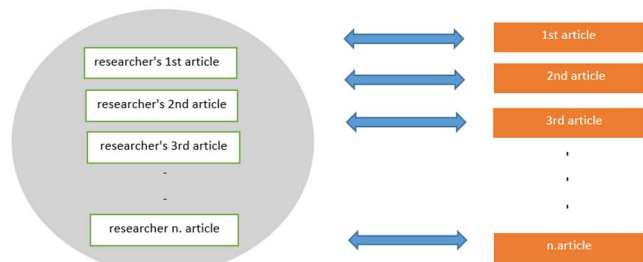 researcher's 1st article
1st article
researcher's 2nd article
2nd article
researcher's 3rd article
3rd article
researcher n. article
n.article